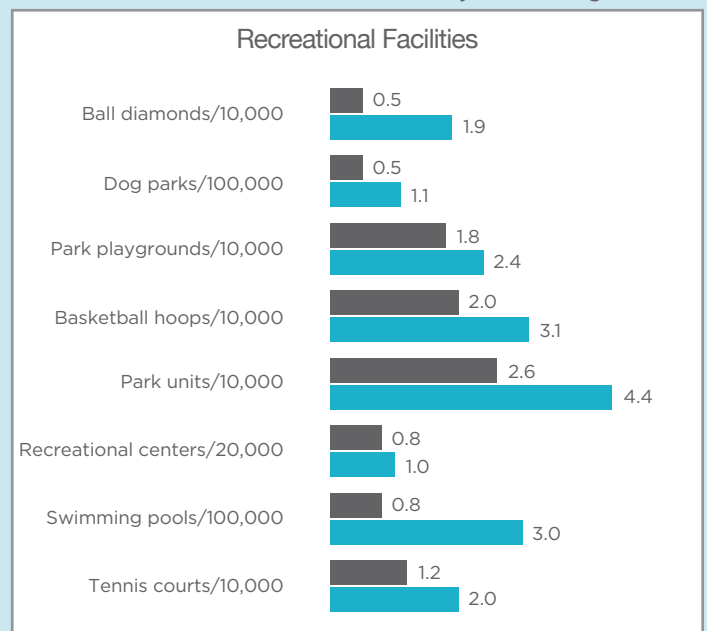 Recreational Facilities
Ball diamonds/10,000
0.5
1.9
Dog parks/100,000
0.5
1.1
Park playgrounds/10,000
1.8
2.4
Basketball hoops/10,000
2.0
3.1
Park units/10,000
2.6
4.4
Recreational centers/20,000
0.8
1.0
Swimming pools/100,000
0.8
3.0
Tennis courts/10,000
1.2
2.0